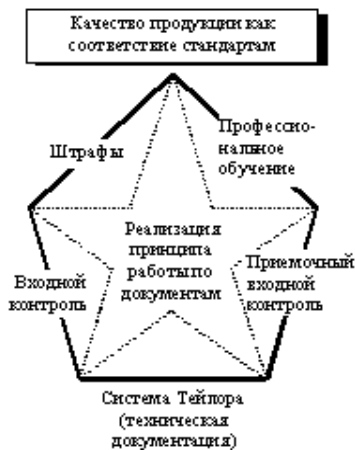 Качество продукции как
соответствие стандартам
Штрафы
Профессио-
нальное
обучение
Реализация
принципа
работы по
документам
Входной
контроль
Приемочный
входной
контроль
Система Тейлора
(техническая
документация)